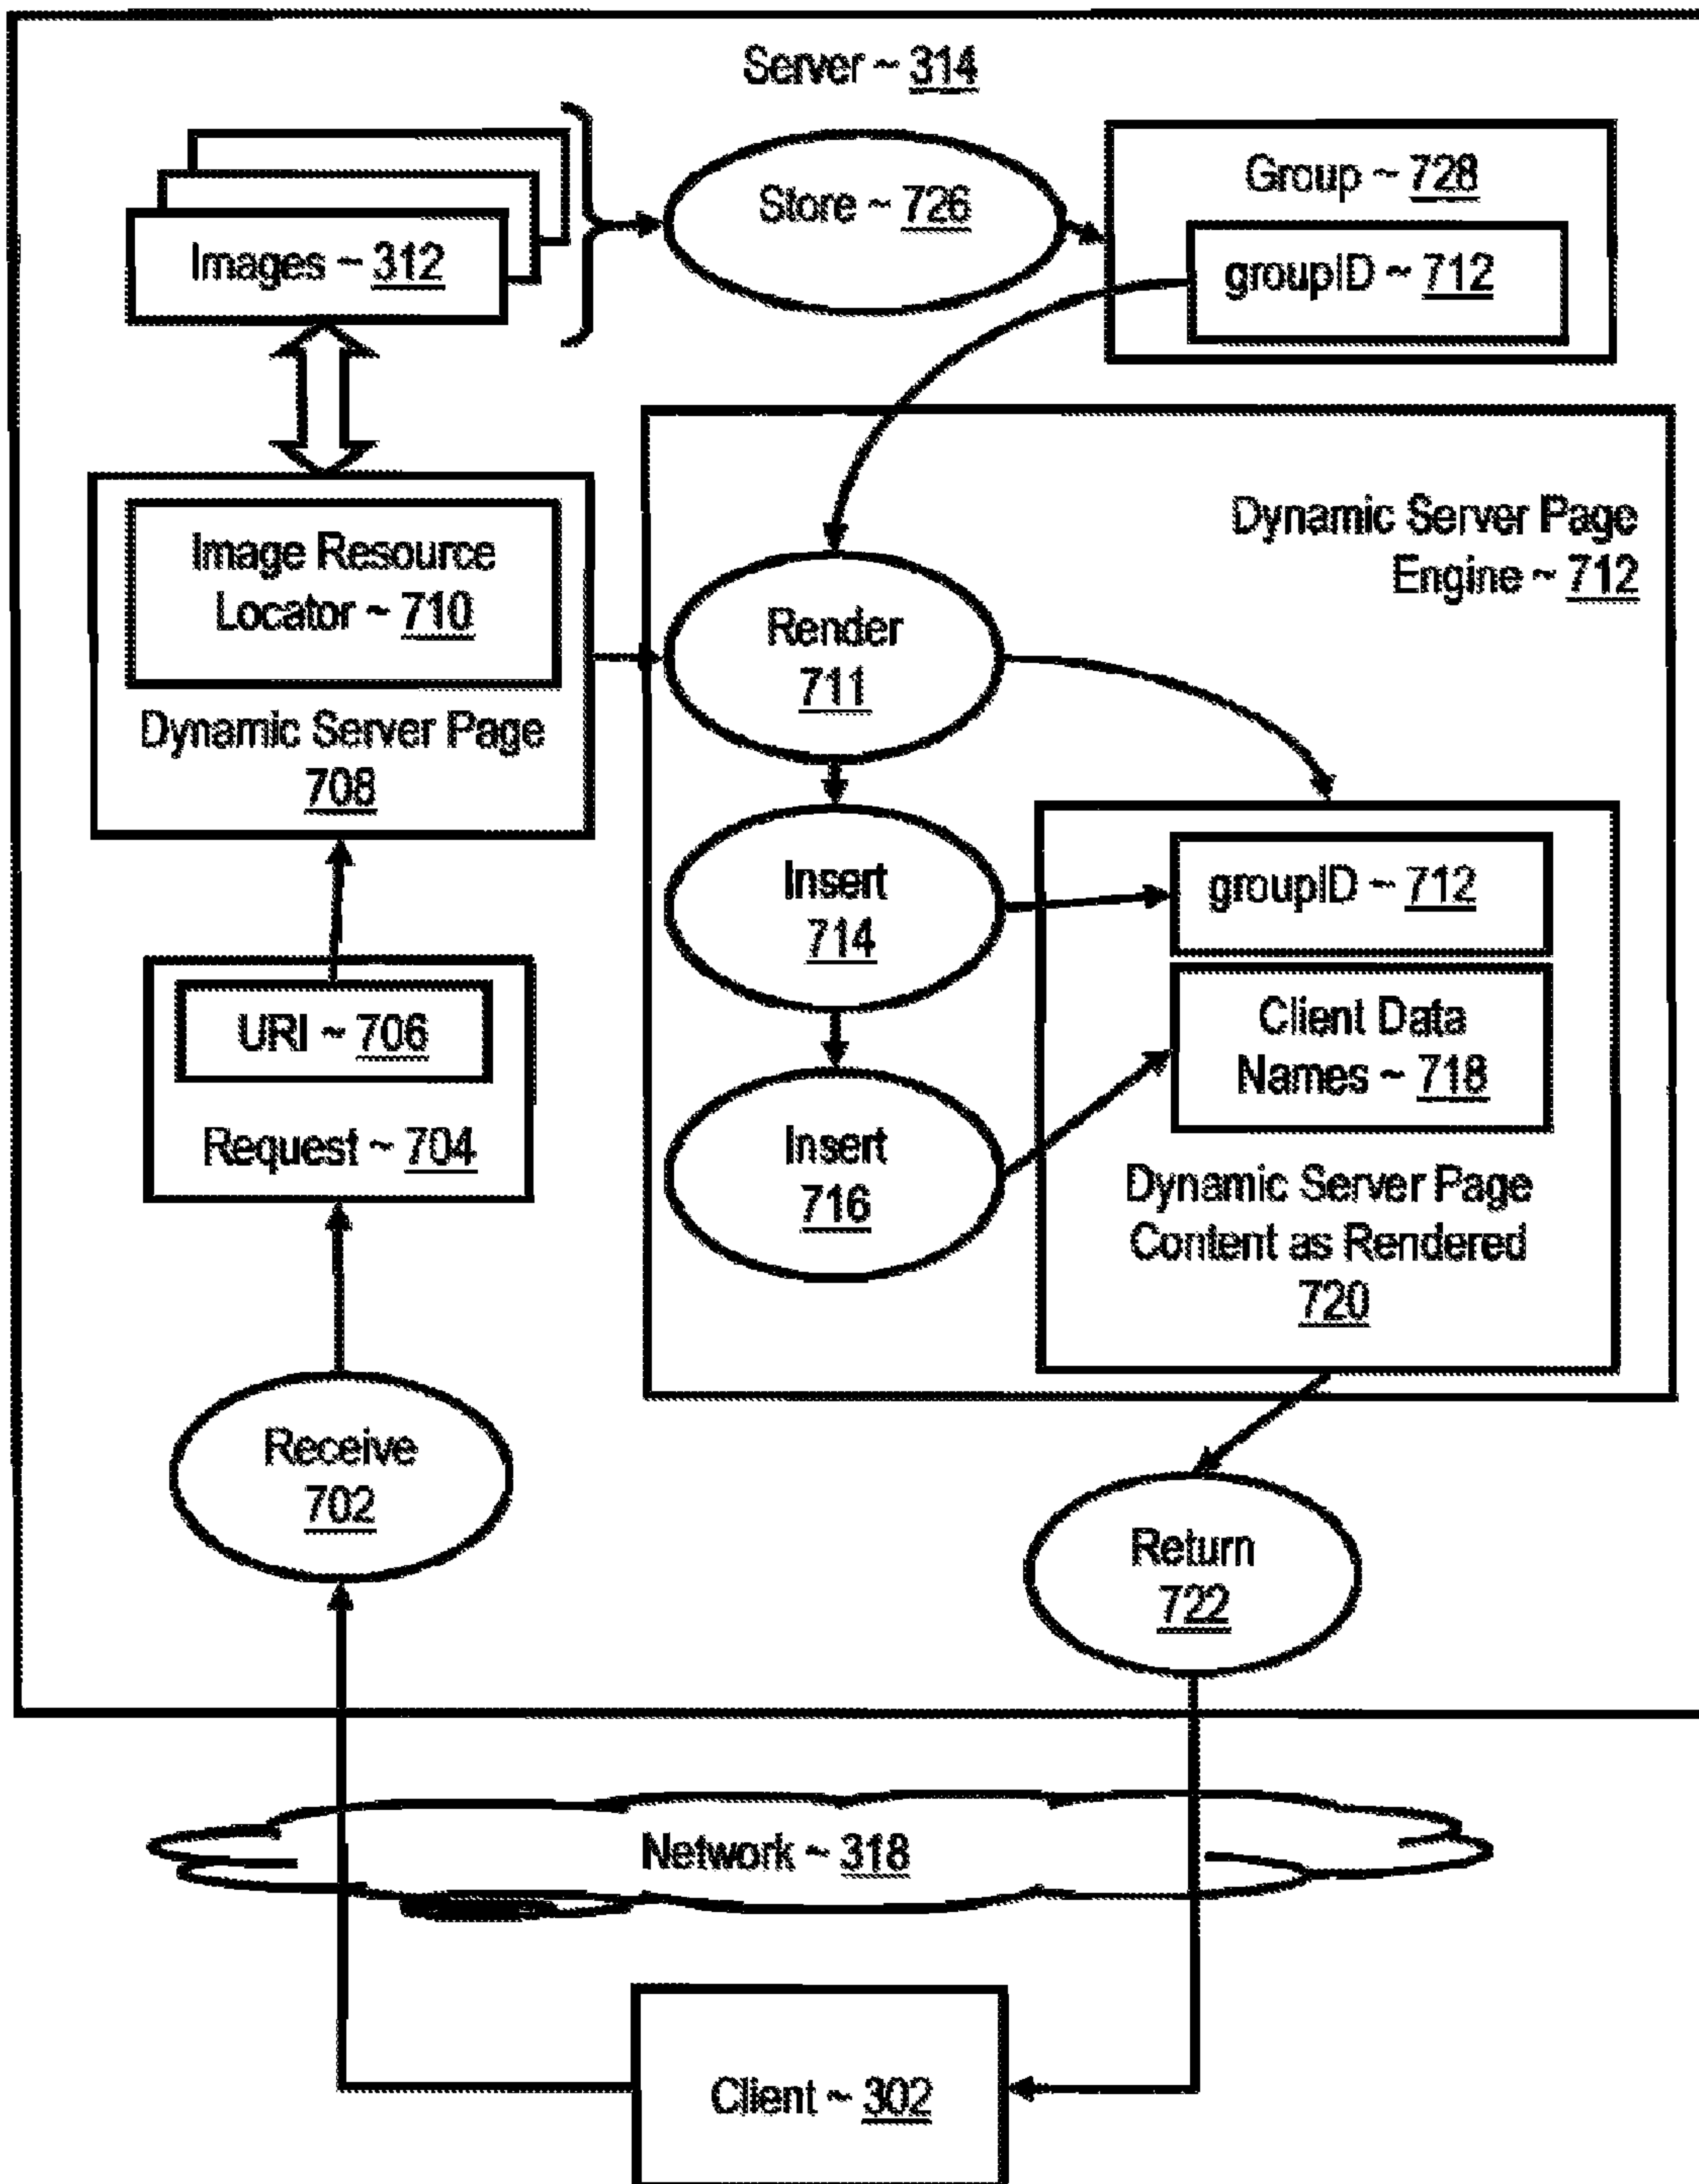 Server ~ 314
Images ~ 312
Store ~ 726
Group ~ 728
groupID ~ 712
Image Resource
Locator ~ 710
Dynamic Server Page
708
Dynamic Server Page
Engine ~ 712
Render
711
Insert
714
groupID ~ 712
Client Data
Names ~ 718
Insert
716
Dynamic Server Page
Content as Rendered
720
URI ~ 706
Request ~ 704
Receive
702
Return
722
Network ~ 318
Client ~ 302